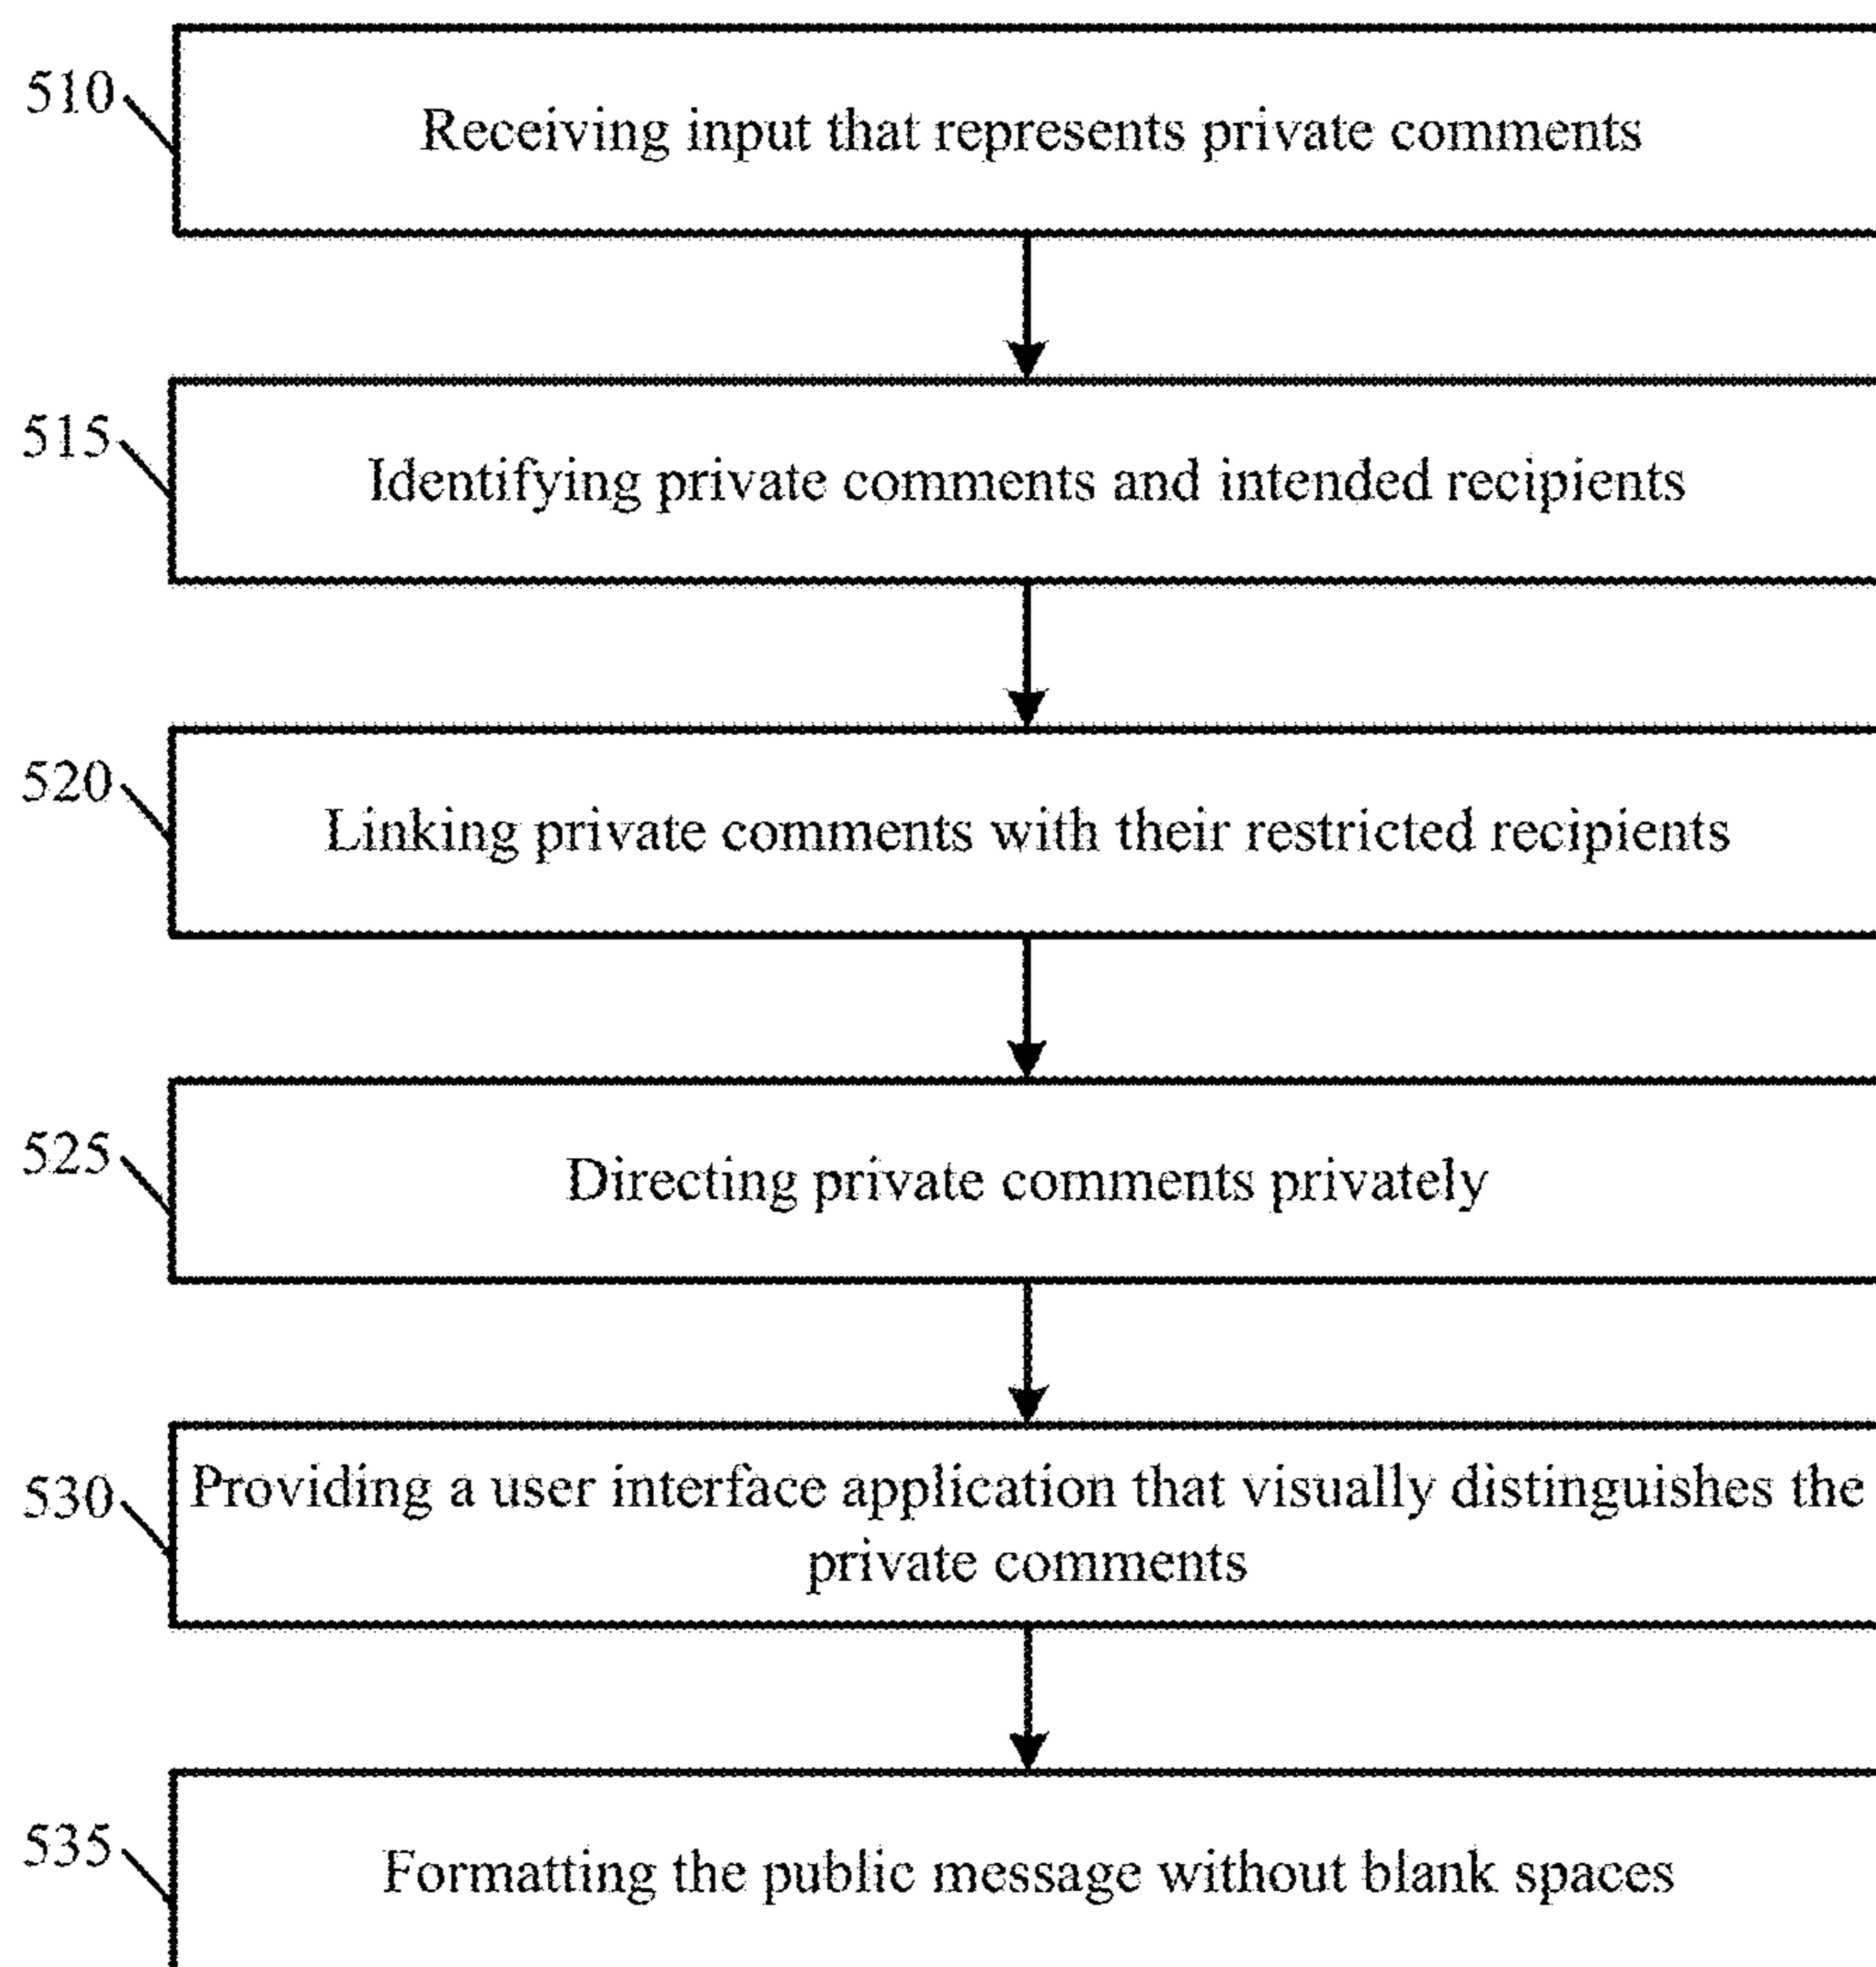 510
Receiving input that represents private comments
515
Identifying private comments and intended recipients
520
Linking private comments with their restricted recipients
525
Directing private comments privately
530
Providing a user interface application that visually distinguishes the
private comments
535
Formatting the public message without blank spaces